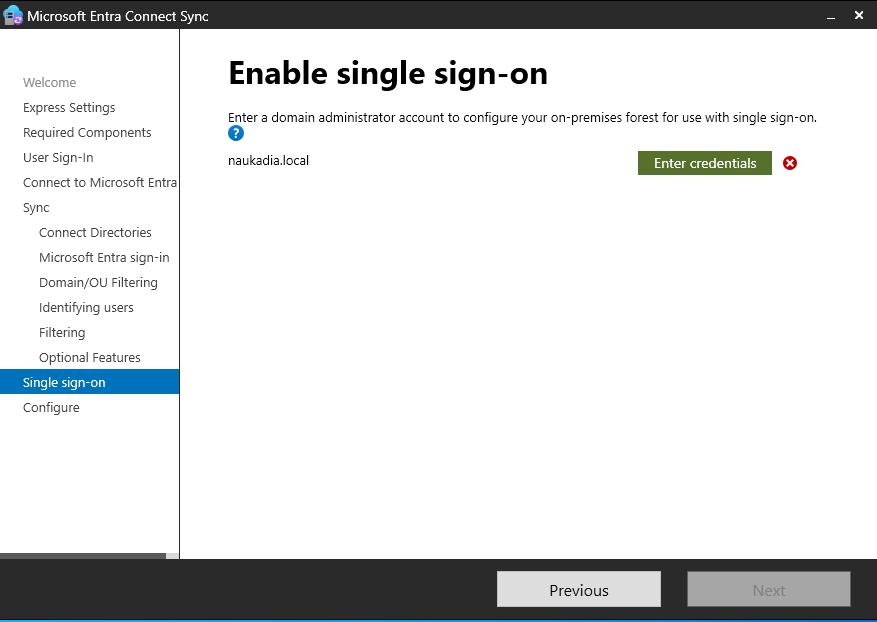 Microsoft Entra Connect Sync
Welcome
Express Settings
Required Components
User Sign-In
Connect to Microsoft Entra
Sync
Connect Directories
Microsoft Entra sign-in
Domain/OU Filtering
Identifying users
Filtering
Optional Features
Single sign-on
Configure
Enable single sign-on
Enter a domain administrator account to configure your on-premises forest for use with single sign-on.
?
naukadia.local
Enter credentials
Previous
Next